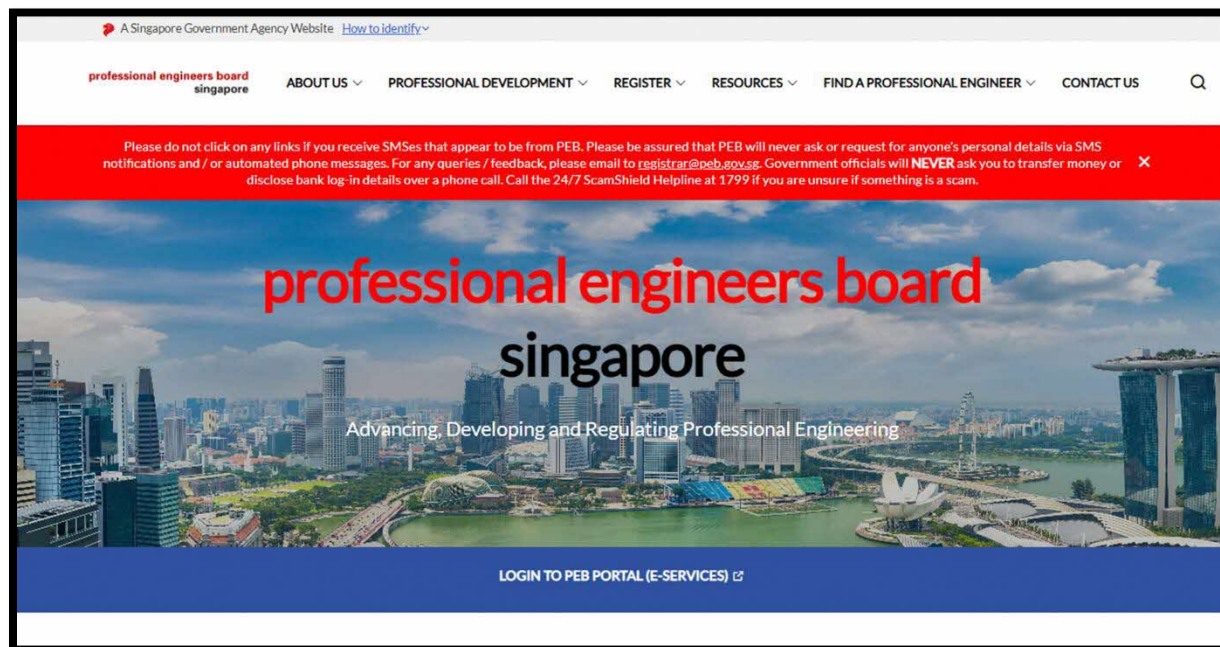 A Singapore Government Agency Website How to identify
professional engineers board
singapore
ABOUT US PROFESSIONAL DEVELOPMENT REGISTER RESOURCES FIND A PROFESSIONAL ENGINEER CONTACT US
Please do not click on any links if you receive SMSes that appear to be from PEB. Please be assured that PEB will never ask or request for anyone's personal details via SMS
notifications and / or automated phone messages. For any queries / feedback, please email to registrar@peb.gov.sg. Government officials will NEVER ask you to transfer money or
disclose bank log-in details over a phone call. Call the 24/7 ScamShield Helpline at 1799 if you are unsure if something is a scam.
professional engineers board
singapore
Advancing, Developing and Regulating Professional Engineering
LOGIN TO PEB PORTAL (E-SERVICES)